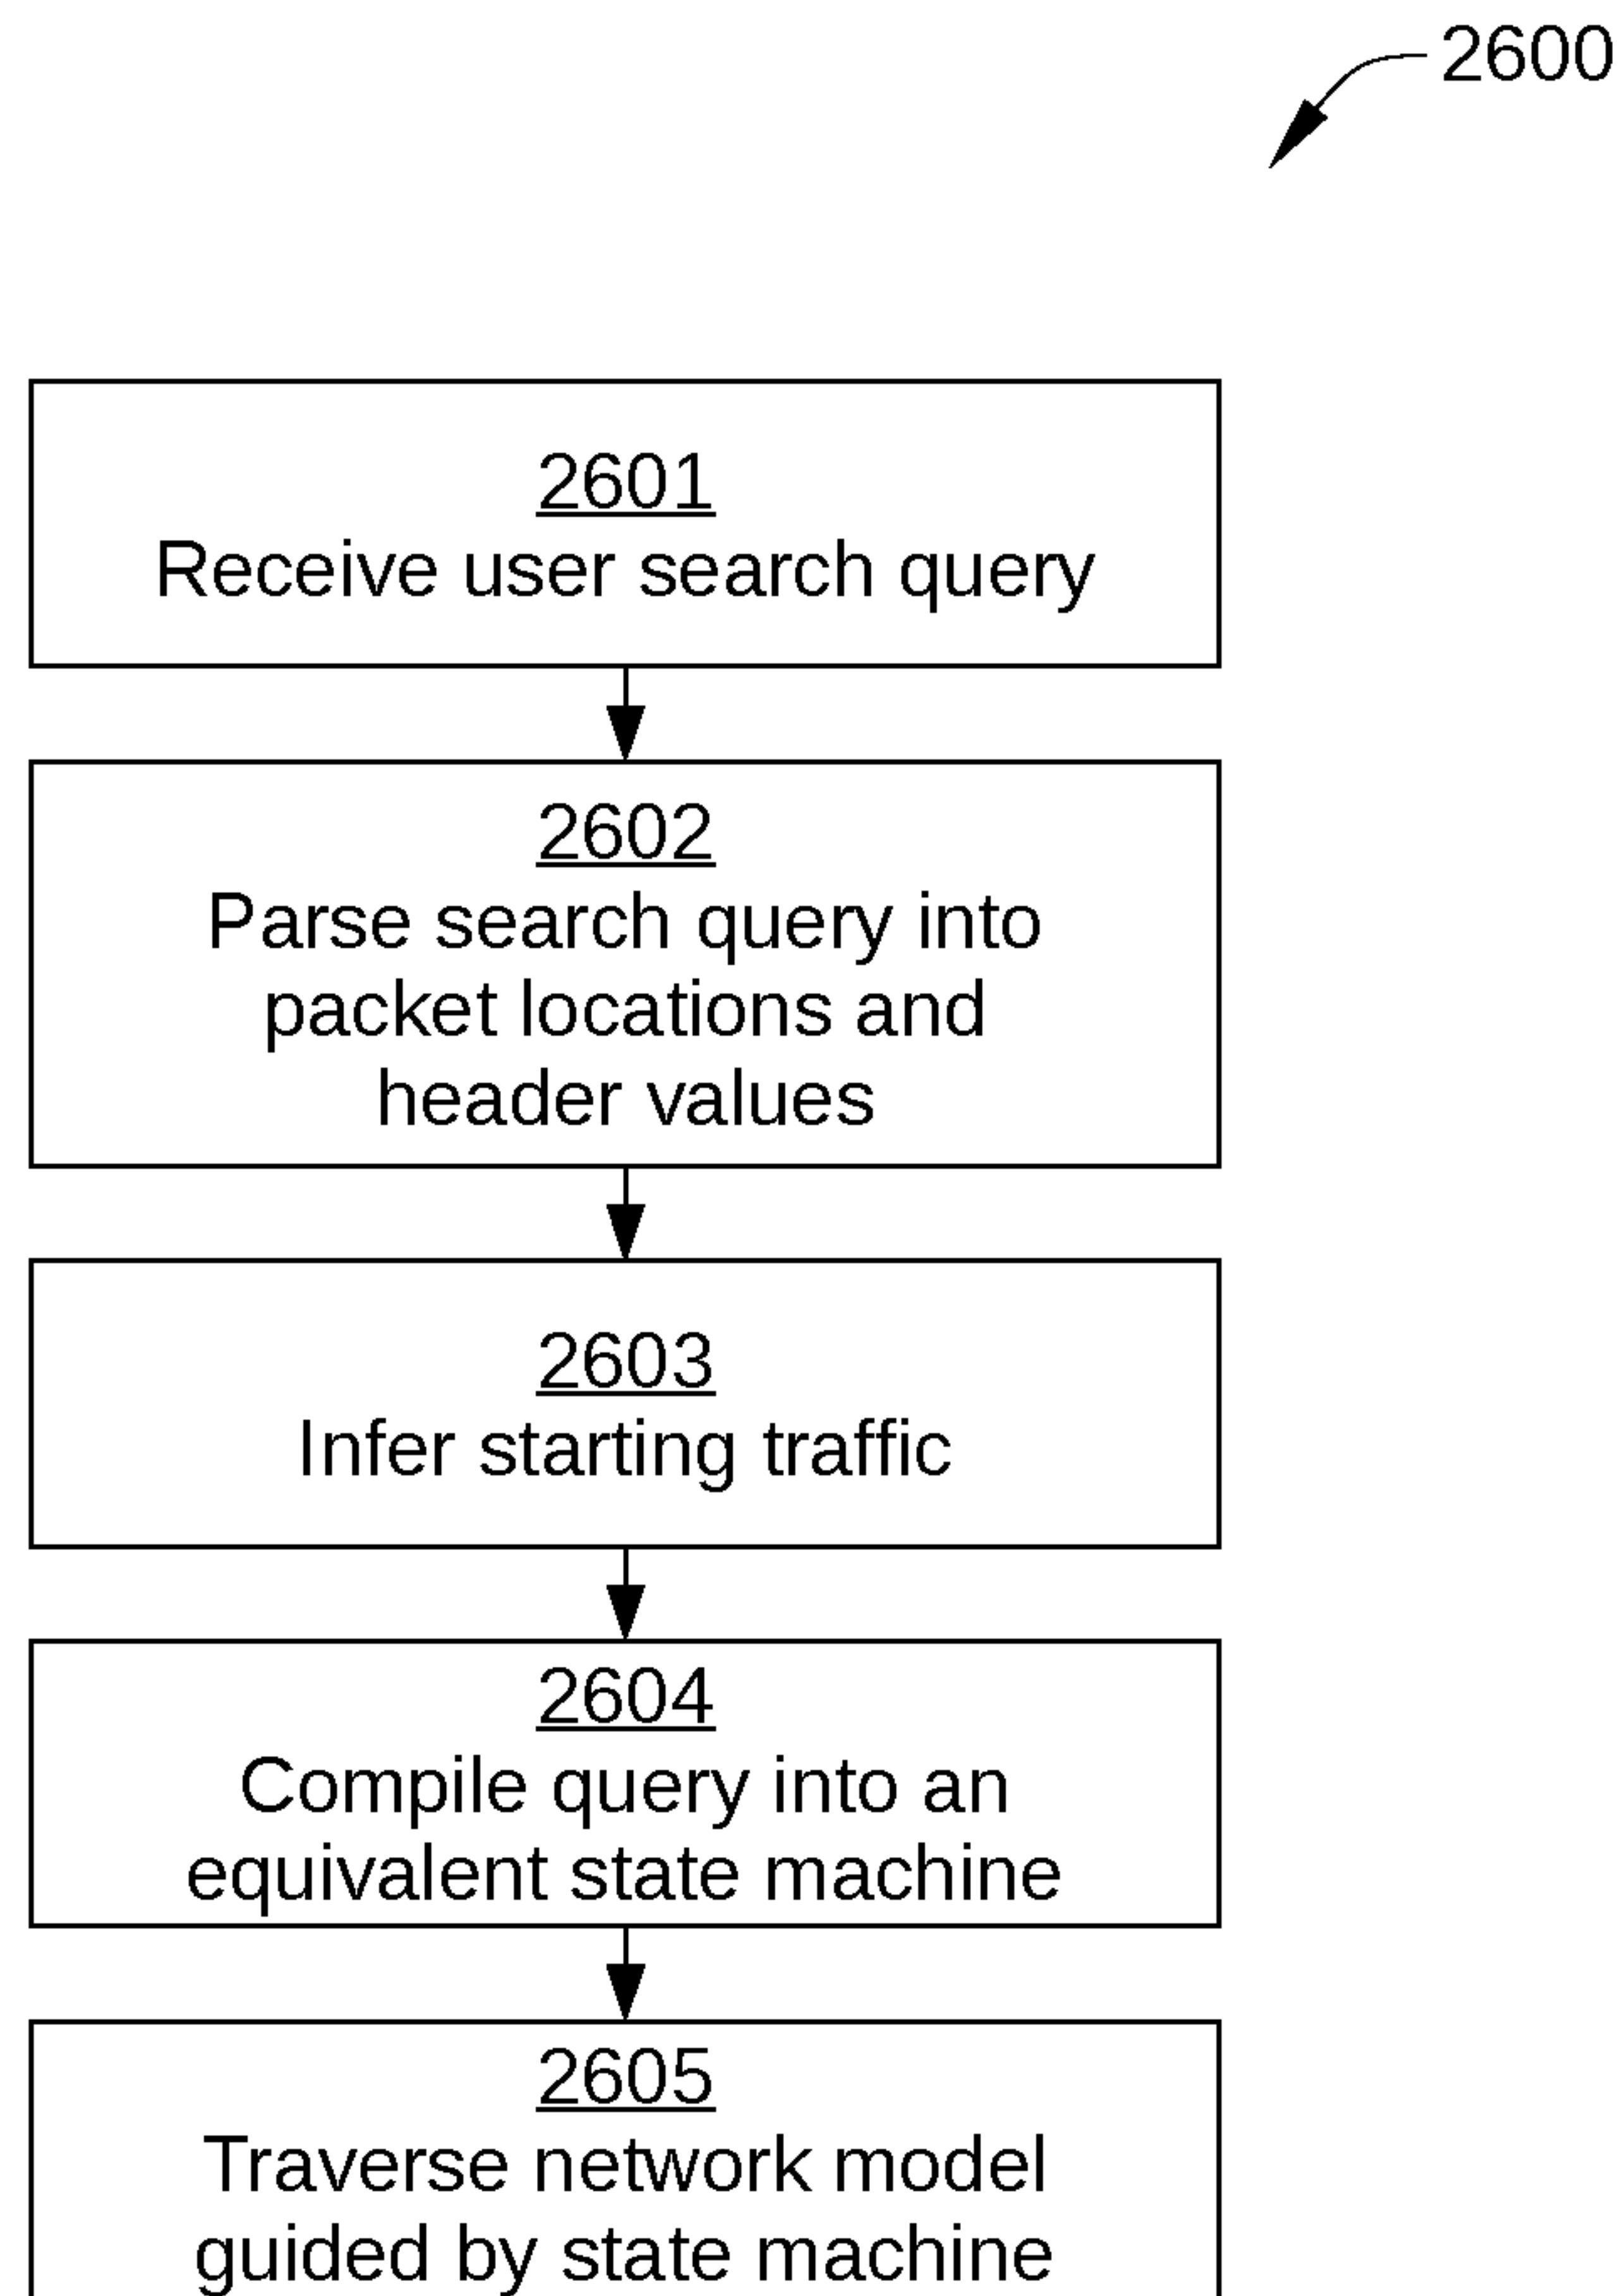 2600
2601
Receive user search query
2602
Parse search query into
packet locations and
header values
2603
Infer starting traffic
2604
Compile query into an
equivalent state machine
2605
Traverse network model
guided by state machine